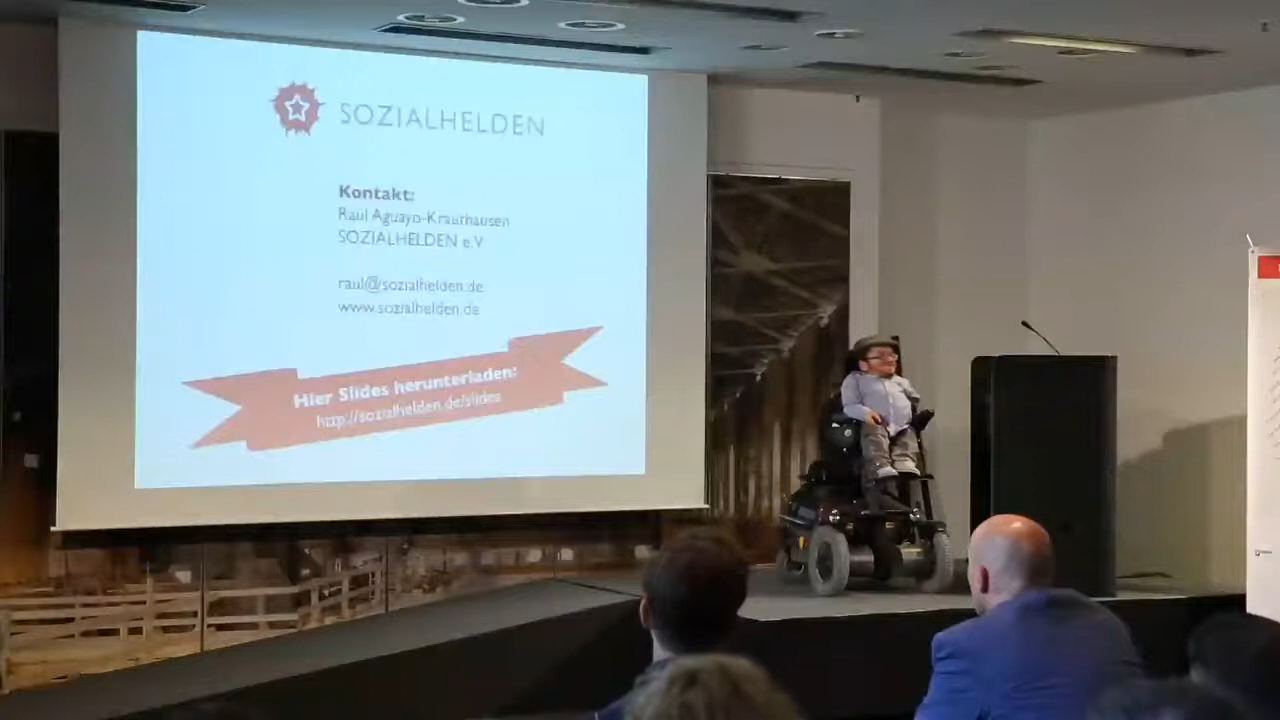 SOZIALHELDEN
Kontakt:
Raul Aguayo-Krauthausen
SOZIALHELDEN e.V
raul@sozialhelden.de
www.sozialhelden.de
Hier Slides herunterladen:
http://sozialhelden.de/slides